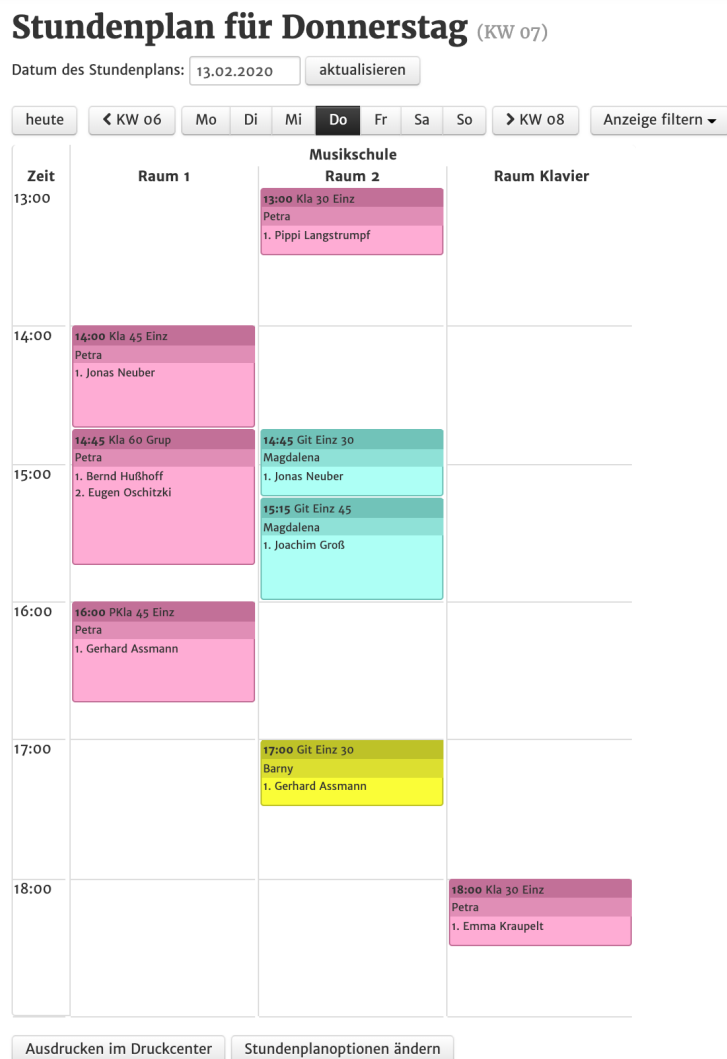 Stundenplan für Donnerstag (KW 07)
Datum des Stundenplans: 13.02.2020 aktualisieren
heute KW 06 Mo Di Mi Do Fr Sa So KW 08 Anzeige filtern
Musikschule
Zeit Raum 1 Raum 2 Raum Klavier
13:00
13:00 Kla 30 Einz
Petra
1. Pippi Langstrumpf
14:00
14:00 Kla 45 Einz
Petra
1. Jonas Neuber
14:45 Kla 60 Grup
Petra
1. Bernd Hußhoff
2. Eugen Oschitzki
14:45 Git Einz 30
Magdalena
1. Jonas Neuber
15:00
15:15 Git Einz 45
Magdalena
1. Joachim Groß
16:00
16:00 PKla 45 Einz
Petra
1. Gerhard Assmann
17:00
17:00 Git Einz 30
Barny
1. Gerhard Assmann
18:00
18:00 Kla 30 Einz
Petra
1. Emma Kraupelt
Ausdrucken im Druckcenter Stundenplanoptionen ändern